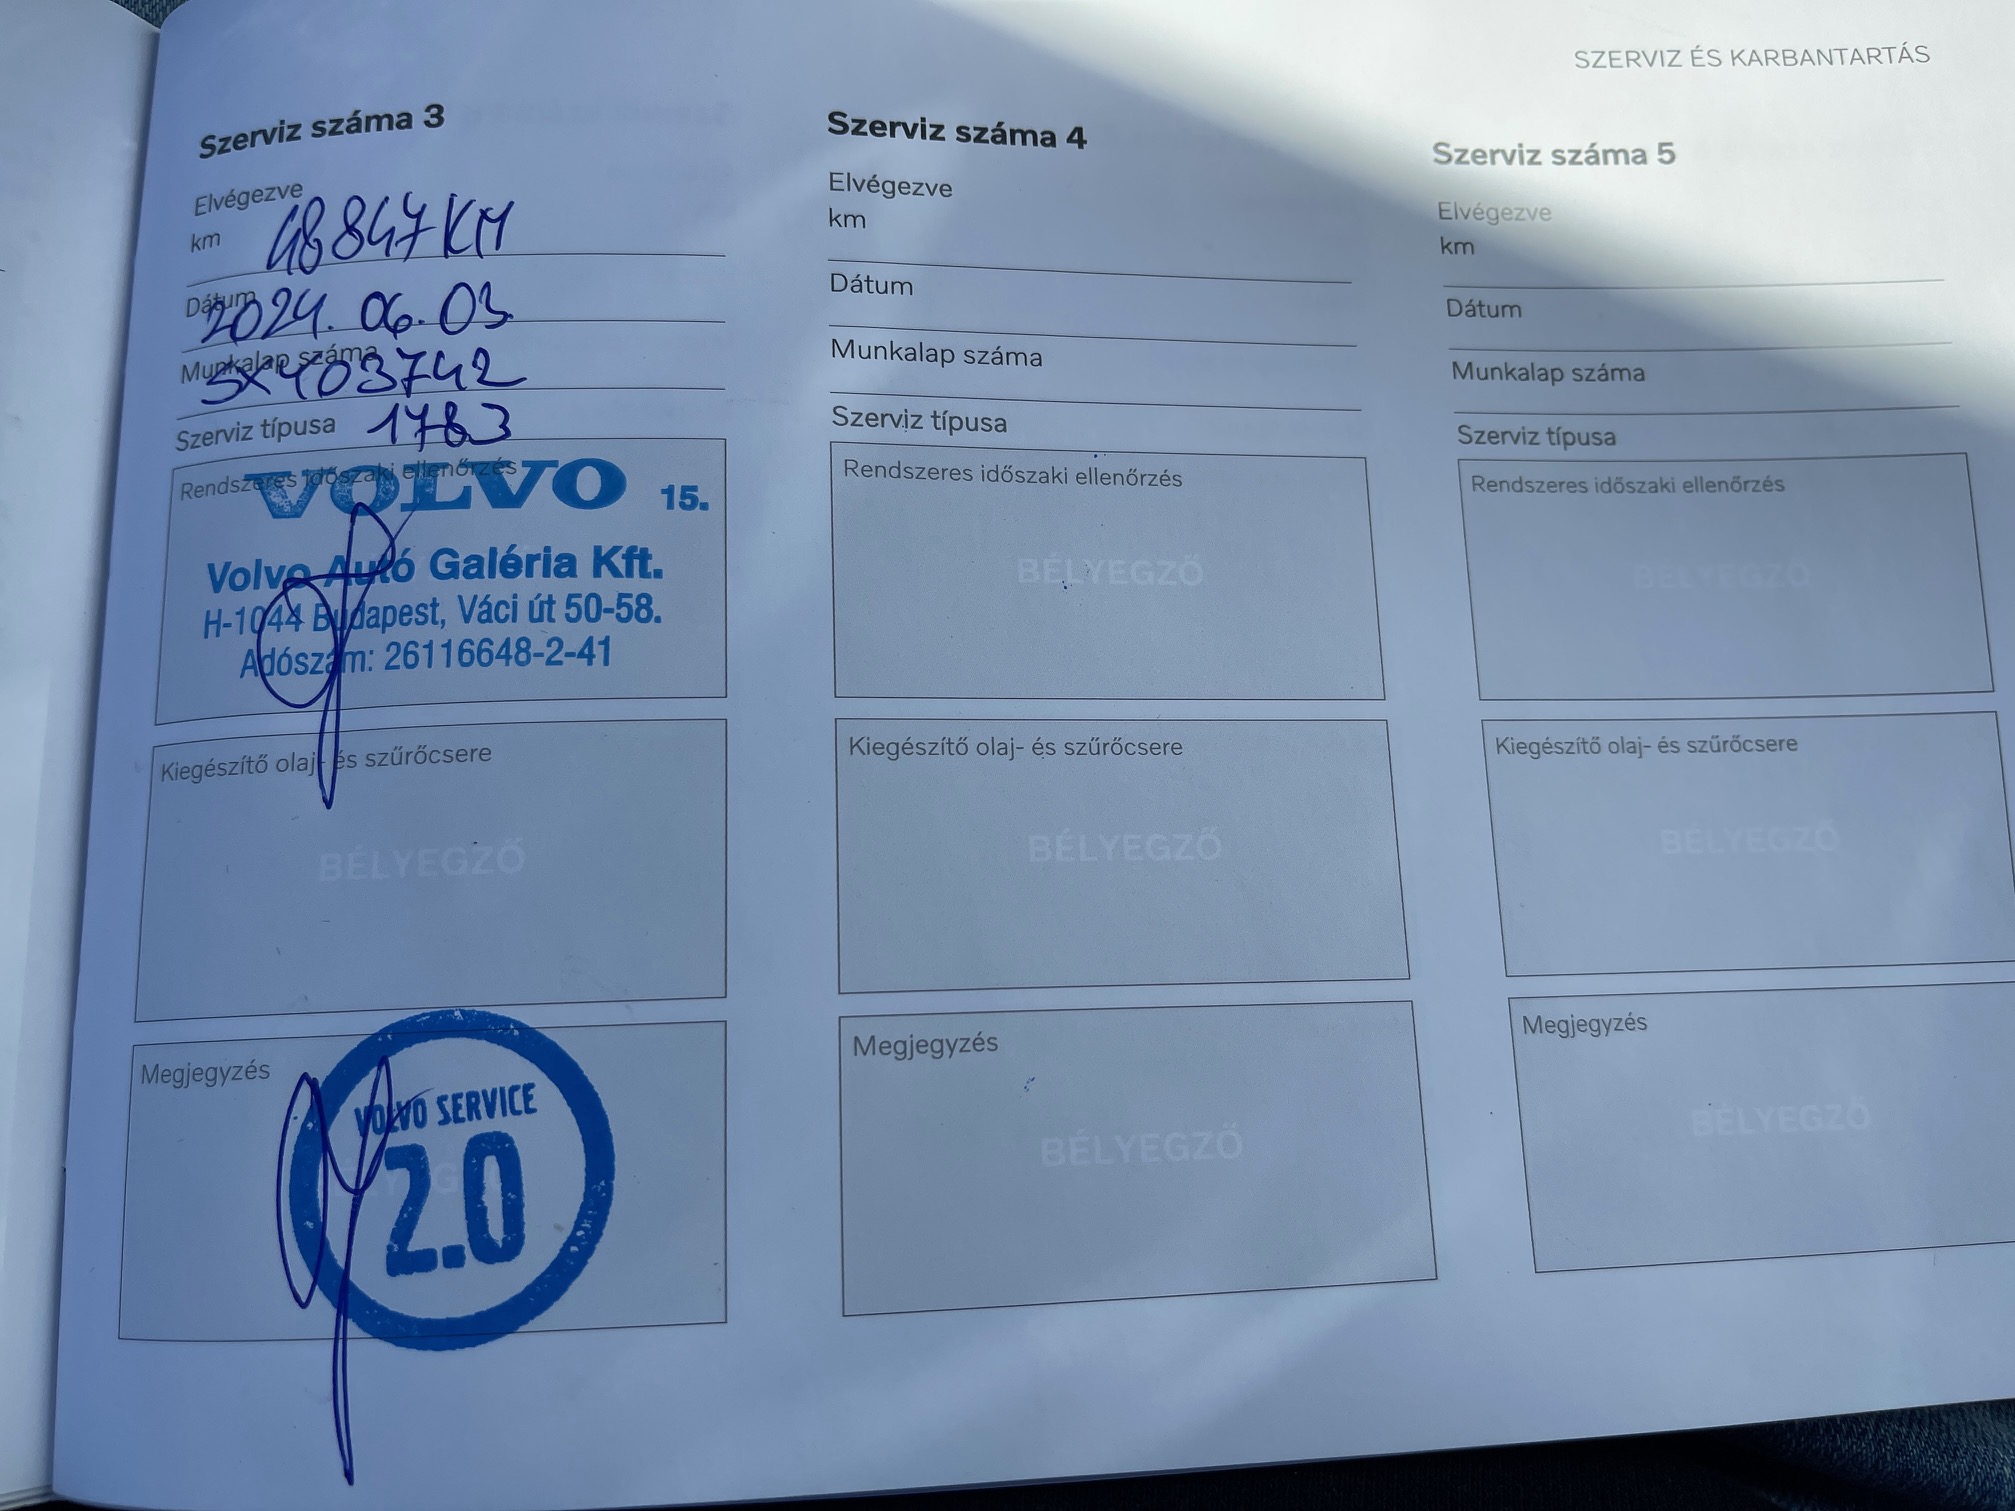 SZERVIZ ÉS KARBANTARTÁS
Szerviz száma 3
Elvégezve
km 48847 KM
Dátum 2024. 06. 03.
Munkalap száma 5X403742
Szerviz típusa 1783
Rendszeres időszaki ellenőrzés
VOLVO 15.
Volvo Autó Galéria Kft.
H-1044 Budapest, Váci út 50-58.
Adószám: 26116648-2-41
Kiegészítő olaj- és szűrőcsere
BÉLYEGZŐ
Megjegyzés
VOLVO SERVICE
2.0
Szerviz száma 4
Elvégezve
km
Dátum
Munkalap száma
Szerviz típusa
Rendszeres időszaki ellenőrzés
BÉLYEGZŐ
Kiegészítő olaj- és szűrőcsere
BÉLYEGZŐ
Megjegyzés
BÉLYEGZŐ
Szerviz száma 5
Elvégezve
km
Dátum
Munkalap száma
Szerviz típusa
Rendszeres időszaki ellenőrzés
BÉLYEGZŐ
Kiegészítő olaj- és szűrőcsere
BÉLYEGZŐ
Megjegyzés
BÉLYEGZŐ